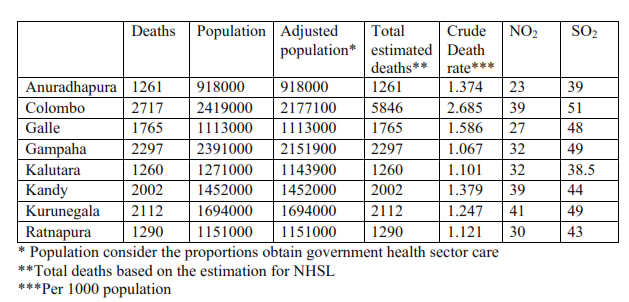 Deaths Population Adjusted population* Total estimated deaths** Crude Death rate*** NO₂ SO₂
Anuradhapura 1261 918000 918000 1261 1.374 23 39
Colombo 2717 2419000 2177100 5846 2.685 39 51
Galle 1765 1113000 1113000 1765 1.586 27 48
Gampaha 2297 2391000 2151900 2297 1.067 32 49
Kalutara 1260 1271000 1143900 1260 1.101 32 38.5
Kandy 2002 1452000 1452000 2002 1.379 39 44
Kurunegala 2112 1694000 1694000 2112 1.247 41 49
Ratnapura 1290 1151000 1151000 1290 1.121 30 43
* Population consider the proportions obtain government health sector care
**Total deaths based on the estimation for NHSL
***Per 1000 population